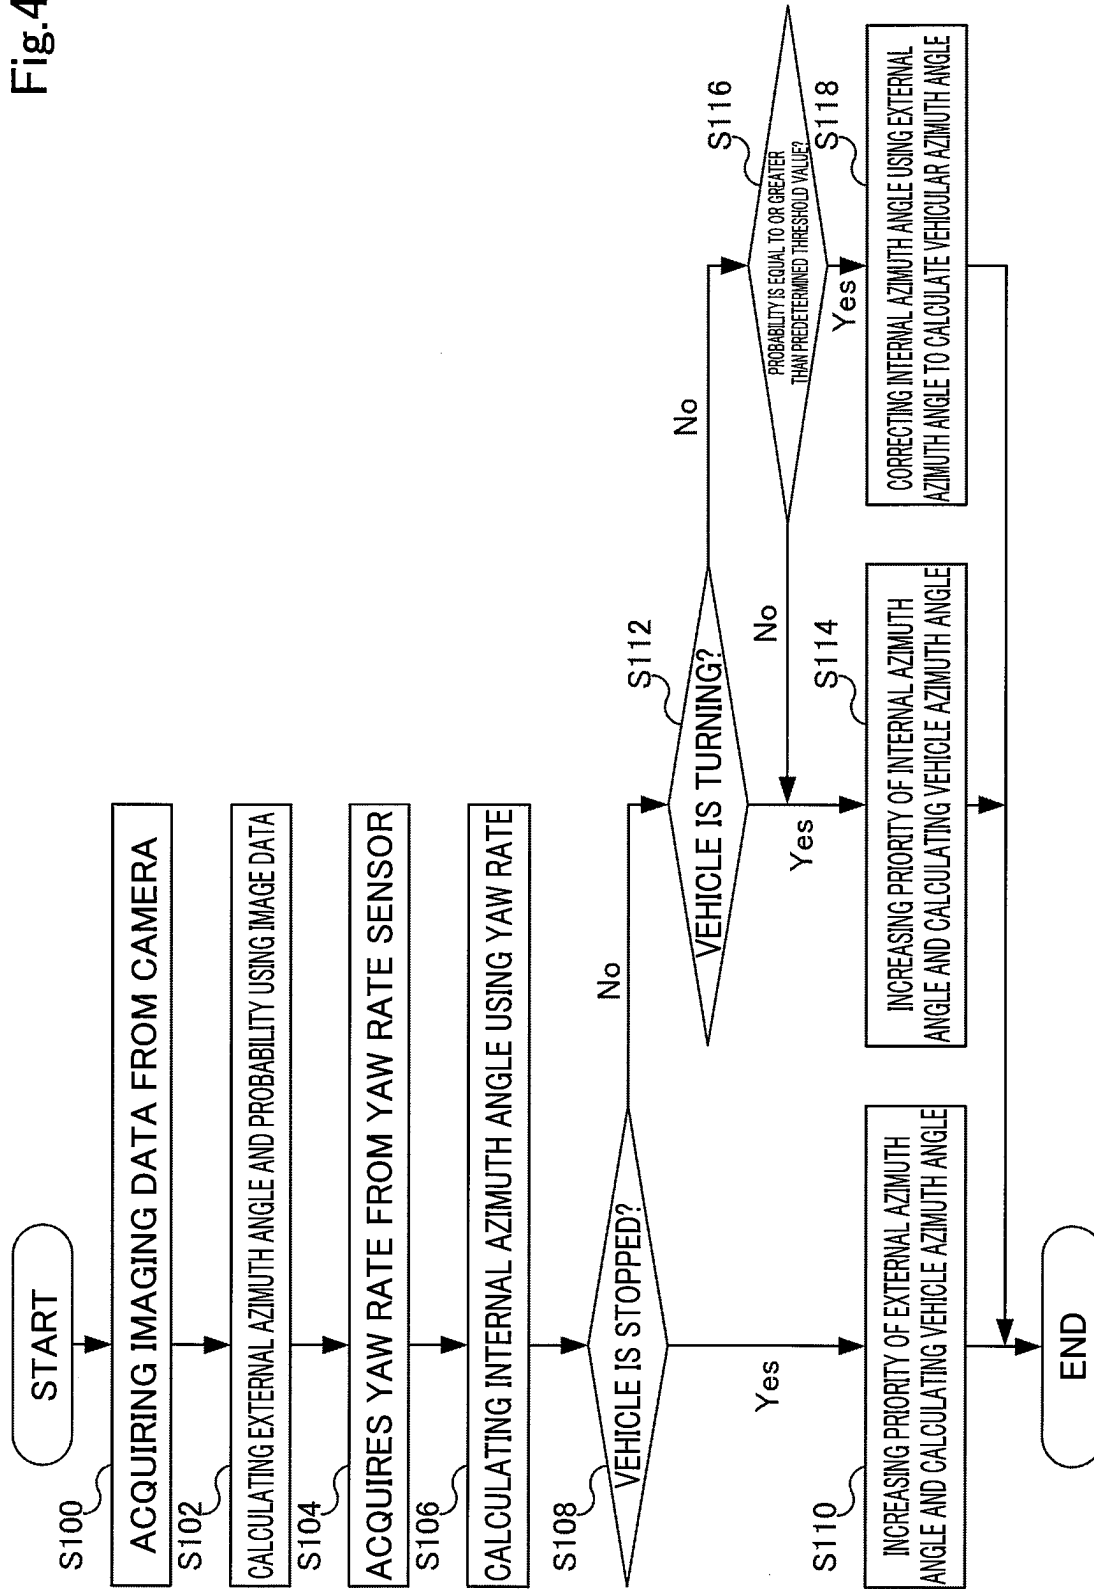 Fig.4
START
S100
ACQUIRING IMAGING DATA FROM CAMERA
S102
CALCULATING EXTERNAL AZIMUTH ANGLE AND PROBABILITY USING IMAGE DATA
S104
ACQUIRES YAW RATE FROM YAW RATE SENSOR
S106
CALCULATING INTERNAL AZIMUTH ANGLE USING YAW RATE
S108
VEHICLE IS STOPPED?
No
Yes
S112
VEHICLE IS TURNING?
No
Yes
S116
PROBABILITY IS EQUAL TO OR GREATER
THAN PREDETERMINED THRESHOLD VALUE?
No
Yes
S110
INCREASING PRIORITY OF EXTERNAL AZIMUTH
ANGLE AND CALCULATING VEHICLE AZIMUTH ANGLE
S114
INCREASING PRIORITY OF INTERNAL AZIMUTH
ANGLE AND CALCULATING VEHICLE AZIMUTH ANGLE
S118
CORRECTING INTERNAL AZIMUTH ANGLE USING EXTERNAL
AZIMUTH ANGLE TO CALCULATE VEHICULAR AZIMUTH ANGLE
END